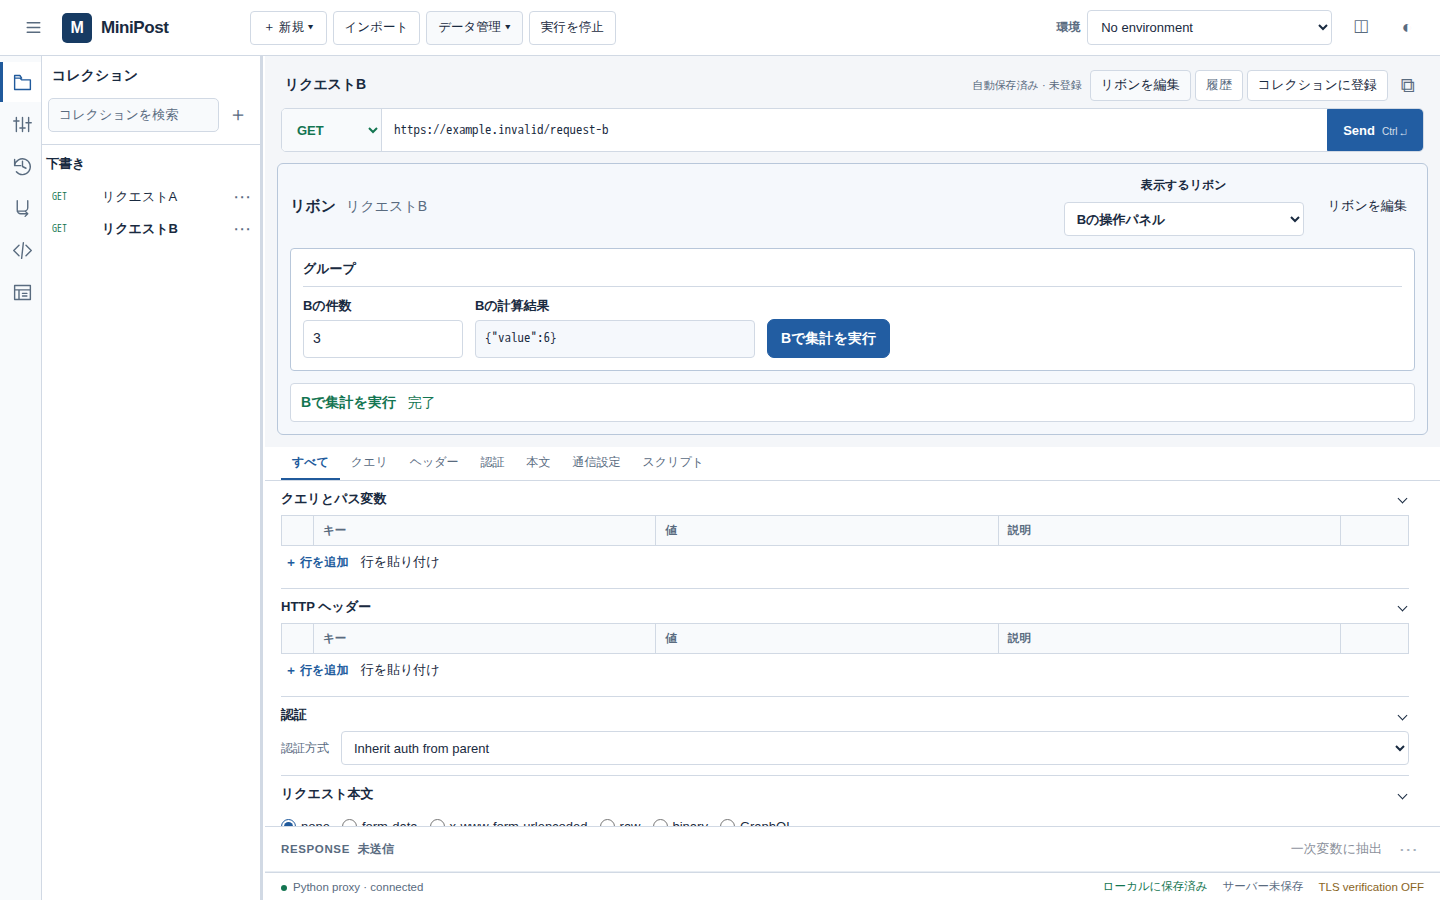 M MiniPost ＋ 新規 ▾ インポート データ管理 ▾ 実行を停止 環境 No environment
コレクション
コレクションを検索 ＋
下書き
GET リクエストA ···
GET リクエストB ···
リクエストB 自動保存済み · 未登録 リボンを編集 履歴 コレクションに登録
GET https://example.invalid/request-b Send Ctrl ↵
リボン リクエストB 表示するリボン Bの操作パネル リボンを編集
グループ
Bの件数 Bの計算結果
3 {"value":6} Bで集計を実行
Bで集計を実行 完了
すべて クエリ ヘッダー 認証 本文 通信設定 スクリプト
クエリとパス変数
キー 値 説明
+ 行を追加 行を貼り付け
HTTP ヘッダー
キー 値 説明
+ 行を追加 行を貼り付け
認証
認証方式 Inherit auth from parent
リクエスト本文
none form-data x-www-form-urlencoded raw binary GraphQL
RESPONSE 未送信 一次変数に抽出 ···
Python proxy · connected ローカルに保存済み サーバー未保存 TLS verification OFF